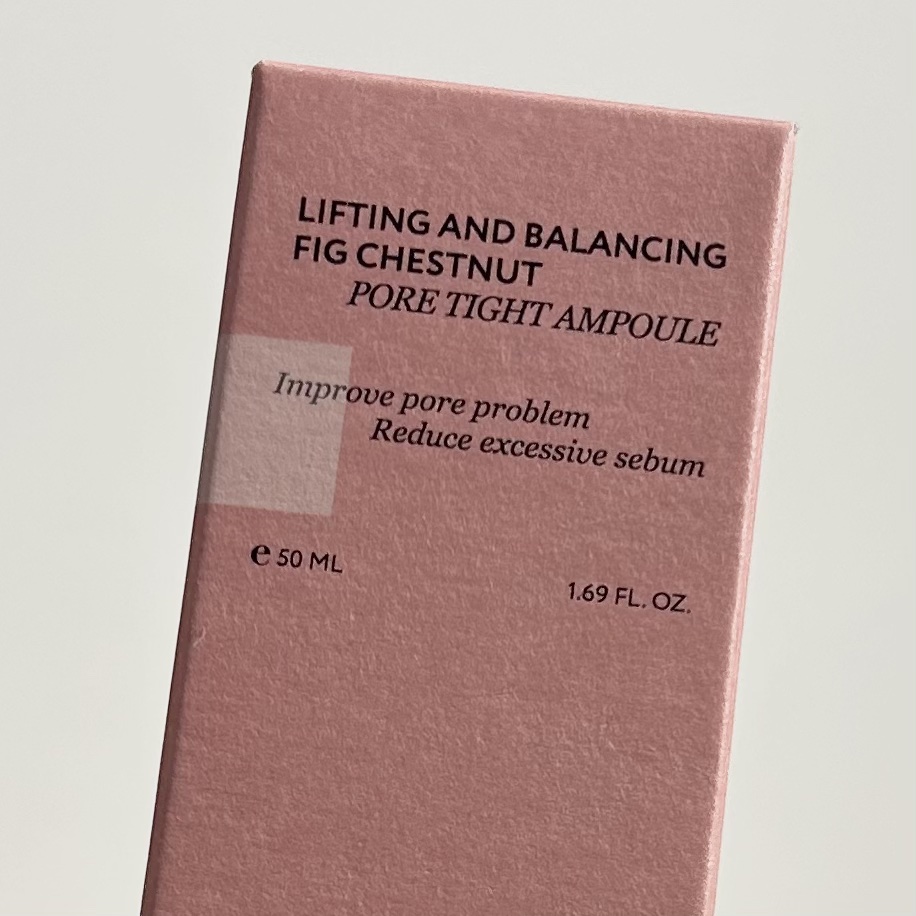 LIFTING AND BALANCING
FIG CHESTNUT
PORE TIGHT AMPOULE
Improve pore problem
Reduce excessive sebum
℮ 50 ML
1.69 FL. OZ.